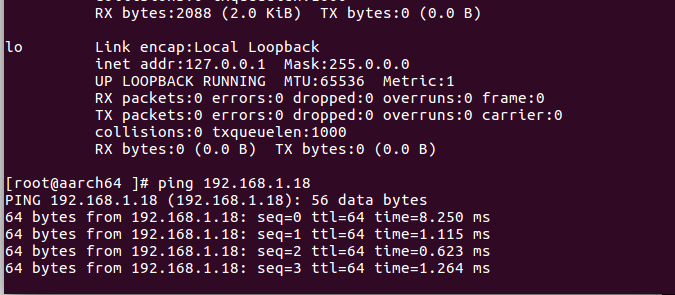 RX bytes:2088 (2.0 KiB)  TX bytes:0 (0.0 B)
lo        Link encap:Local Loopback
          inet addr:127.0.0.1  Mask:255.0.0.0
          UP LOOPBACK RUNNING  MTU:65536  Metric:1
          RX packets:0 errors:0 dropped:0 overruns:0 frame:0
          TX packets:0 errors:0 dropped:0 overruns:0 carrier:0
          collisions:0 txqueuelen:1000
          RX bytes:0 (0.0 B)  TX bytes:0 (0.0 B)
[root@aarch64 ]# ping 192.168.1.18
PING 192.168.1.18 (192.168.1.18): 56 data bytes
64 bytes from 192.168.1.18: seq=0 ttl=64 time=8.250 ms
64 bytes from 192.168.1.18: seq=1 ttl=64 time=1.115 ms
64 bytes from 192.168.1.18: seq=2 ttl=64 time=0.623 ms
64 bytes from 192.168.1.18: seq=3 ttl=64 time=1.264 ms